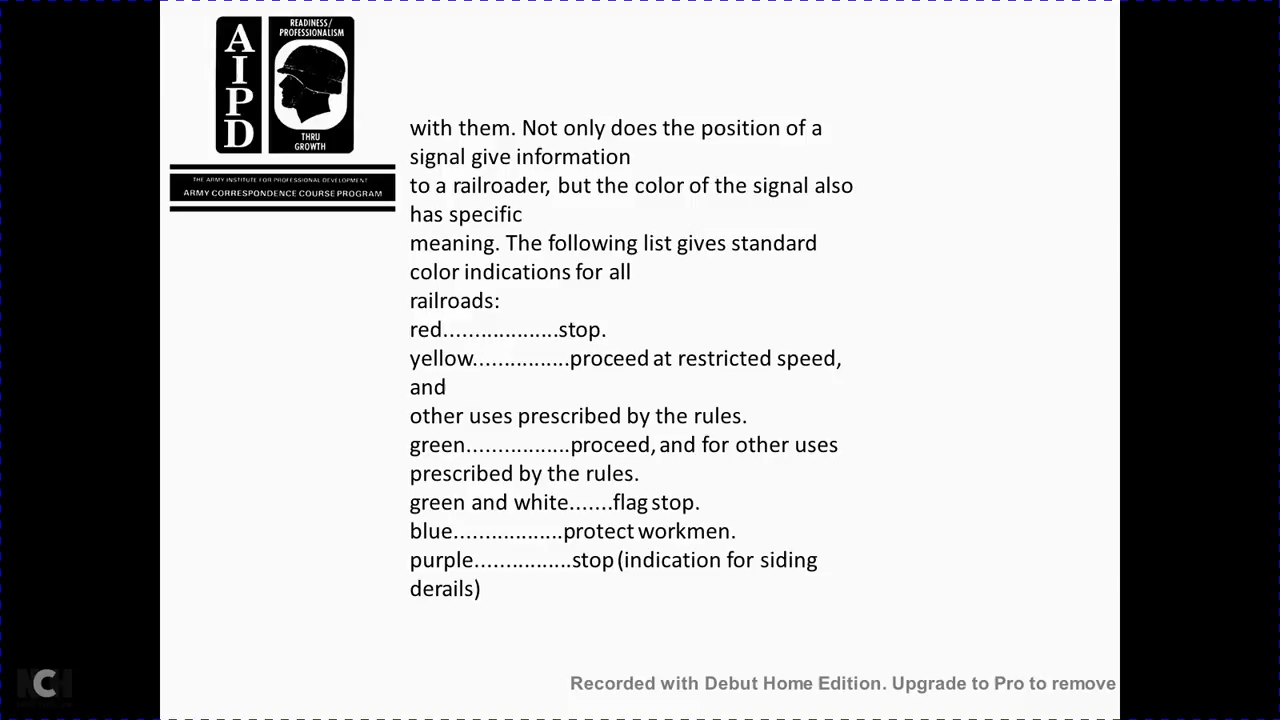 A
I
P
D
READINESS/
PROFESSIONALISM
THRU
GROWTH
THE ARMY INSTITUTE FOR PROFESSIONAL DEVELOPMENT
ARMY CORRESPONDENCE COURSE PROGRAM
with them. Not only does the position of a
signal give information
to a railroader, but the color of the signal also
has specific
meaning. The following list gives standard
color indications for all
railroads:
red..................stop.
yellow...............proceed at restricted speed,
and
other uses prescribed by the rules.
green................proceed, and for other uses
prescribed by the rules.
green and white.......flag stop.
blue.................protect workmen.
purple...............stop (indication for siding
derails)
NCH
Recorded with Debut Home Edition. Upgrade to Pro to remove